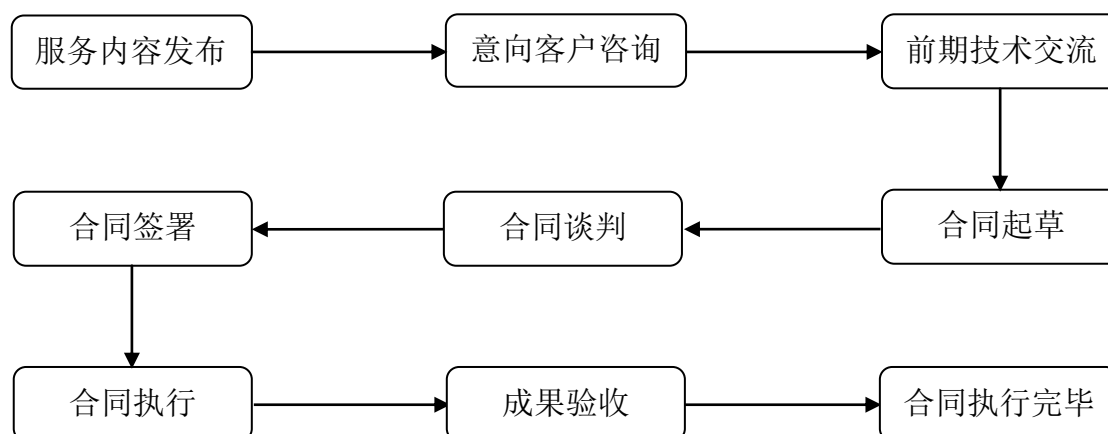 服务内容发布
意向客户咨询
前期技术交流
合同起草
合同谈判
合同签署
合同执行
成果验收
合同执行完毕